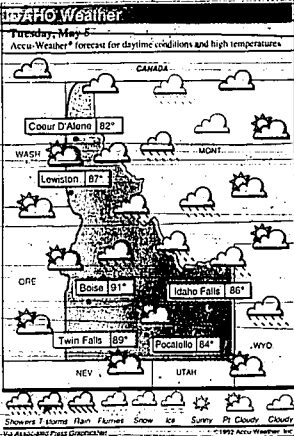 IDAHO Weather
Tuesday, May 5
Accu-Weather® forecast for daytime conditions and high temperatures
CANADA
Coeur D'Alene 82°
WASH
MONT.
Lewiston 87°
ORE
Boise 91°
Idaho Falls 86°
Twin Falls 89°
Pocatello 84°
WYO.
NEV
UTAH
Showers T-storms Rain Flurries Snow Ice Sunny Pt. Cloudy Cloudy
Via Associated Press GraphicsNet
©1992 Accu-Weather, Inc.